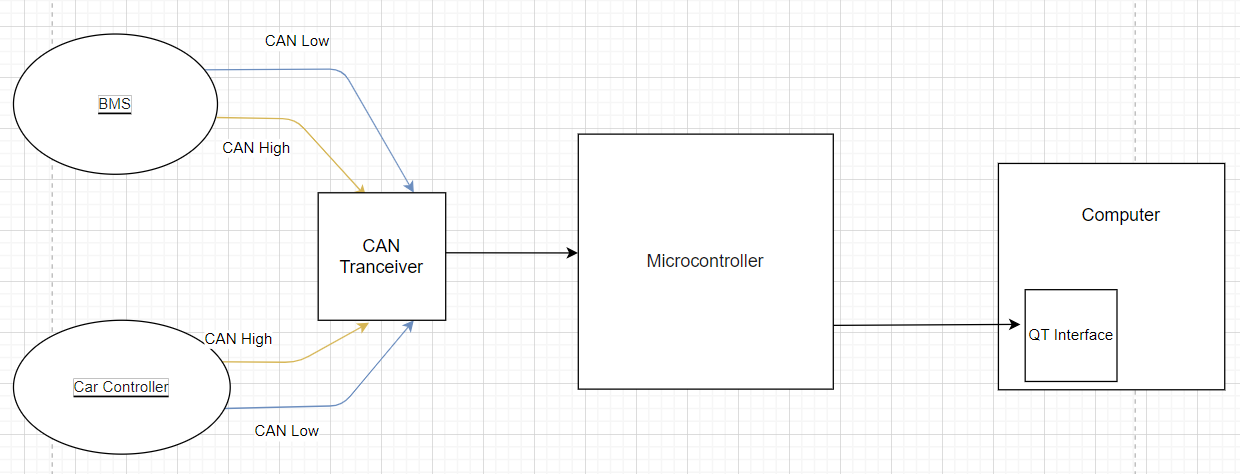 CAN Low
BMS
CAN High
CAN
Tranceiver
Microcontroller
Computer
QT Interface
CAN High
Car Controller
CAN Low